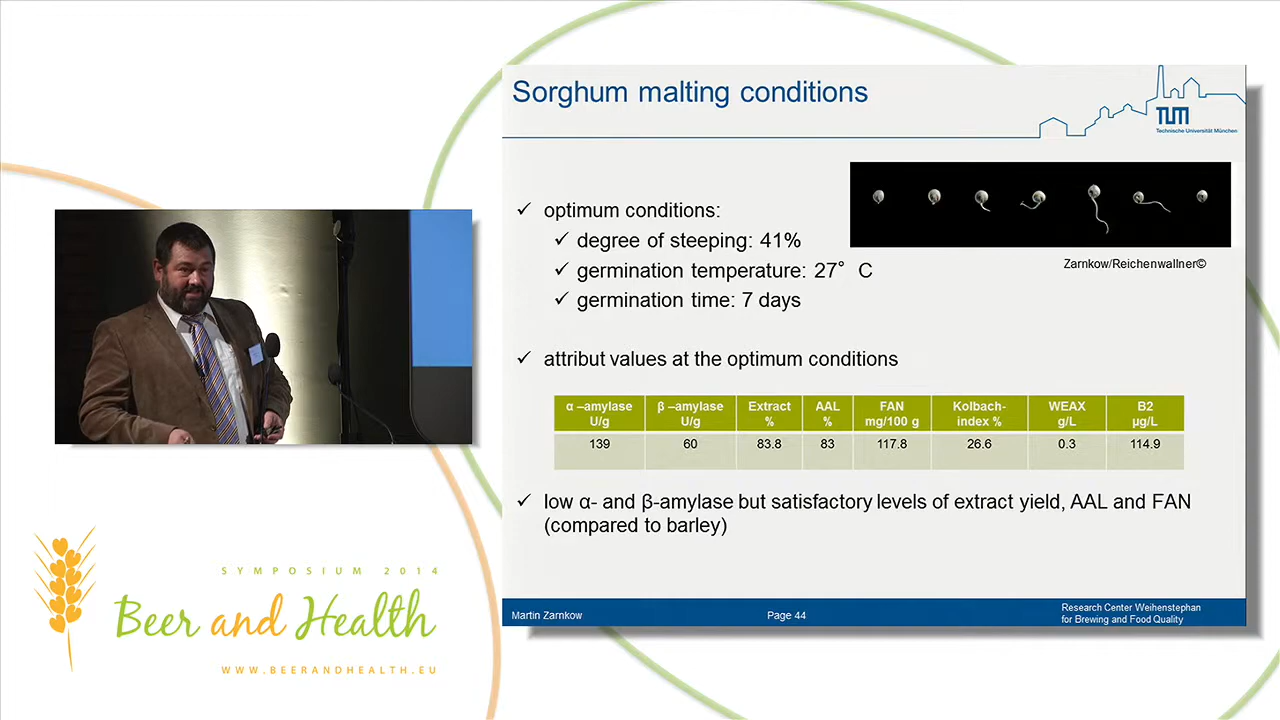 Sorghum malting conditions
TUM
Technische Universität München
✓ optimum conditions:
✓ degree of steeping: 41%
✓ germination temperature: 27° C
✓ germination time: 7 days
Zarnkow/Reichenwallner©
✓ attribut values at the optimum conditions
α –amylase U/g β –amylase U/g Extract % AAL % FAN mg/100 g Kolbach-index % WEAX g/L B2 µg/L
139 60 83.8 83 117.8 26.6 0.3 114.9
✓ low α- and β-amylase but satisfactory levels of extract yield, AAL and FAN
(compared to barley)
Martin Zarnkow Page 44 Research Center Weihenstephan
for Brewing and Food Quality
SYMPOSIUM 2014
Beer and Health
WWW.BEERANDHEALTH.EU